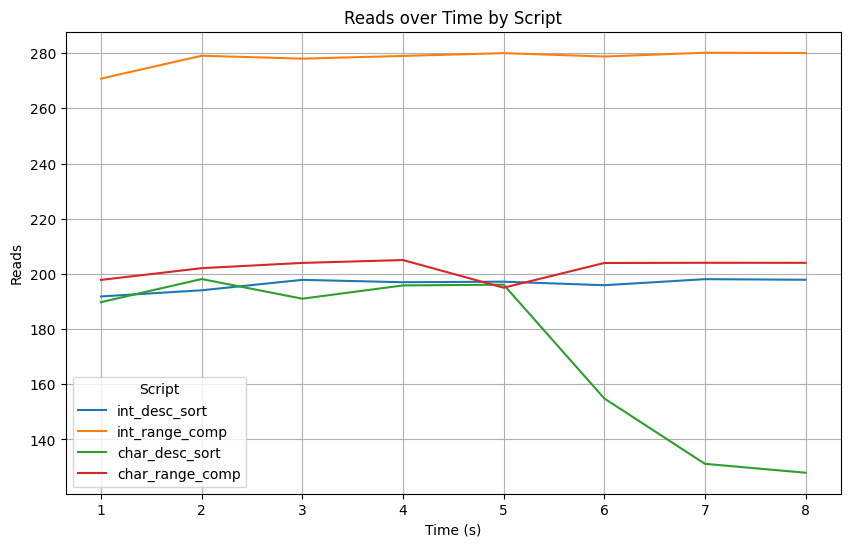 Reads over Time by Script
Reads
280
260
240
220
200
180
160
140
Script
int_desc_sort
int_range_comp
char_desc_sort
char_range_comp
1 2 3 4 5 6 7 8
Time (s)